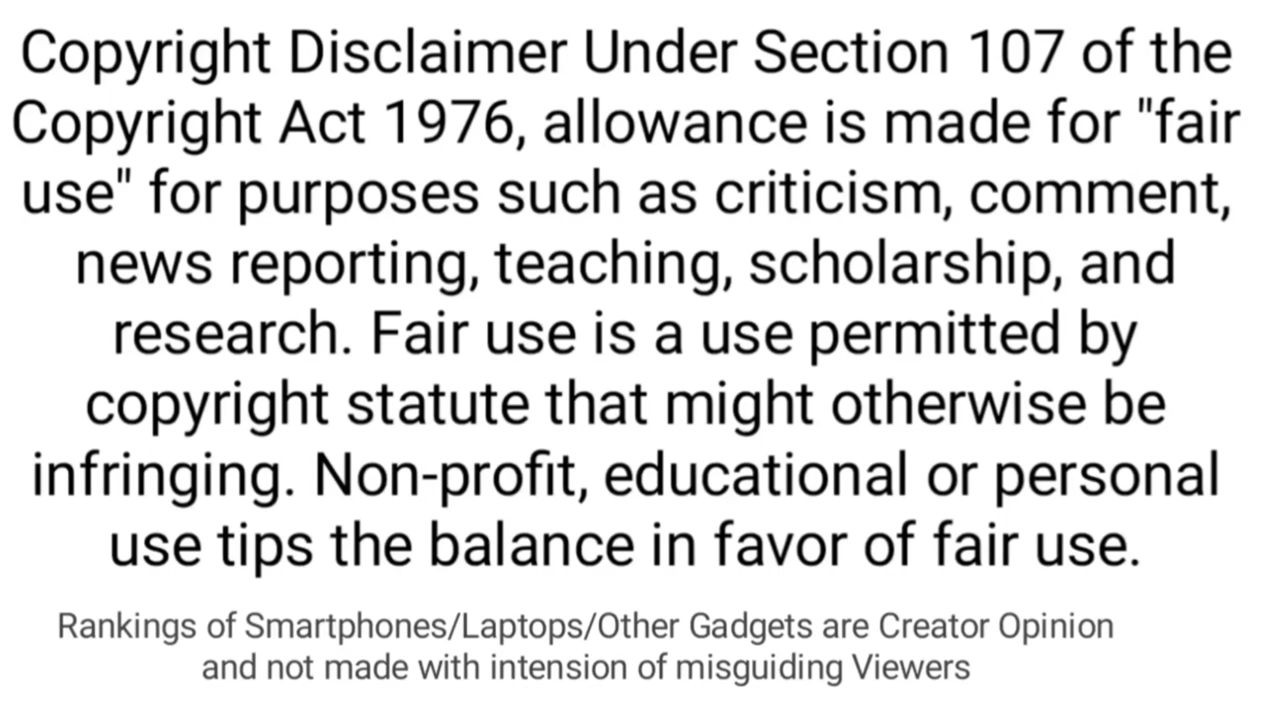 Copyright Disclaimer Under Section 107 of the
Copyright Act 1976, allowance is made for "fair
use" for purposes such as criticism, comment,
news reporting, teaching, scholarship, and
research. Fair use is a use permitted by
copyright statute that might otherwise be
infringing. Non-profit, educational or personal
use tips the balance in favor of fair use.
Rankings of Smartphones/Laptops/Other Gadgets are Creator Opinion
and not made with intension of misguiding Viewers